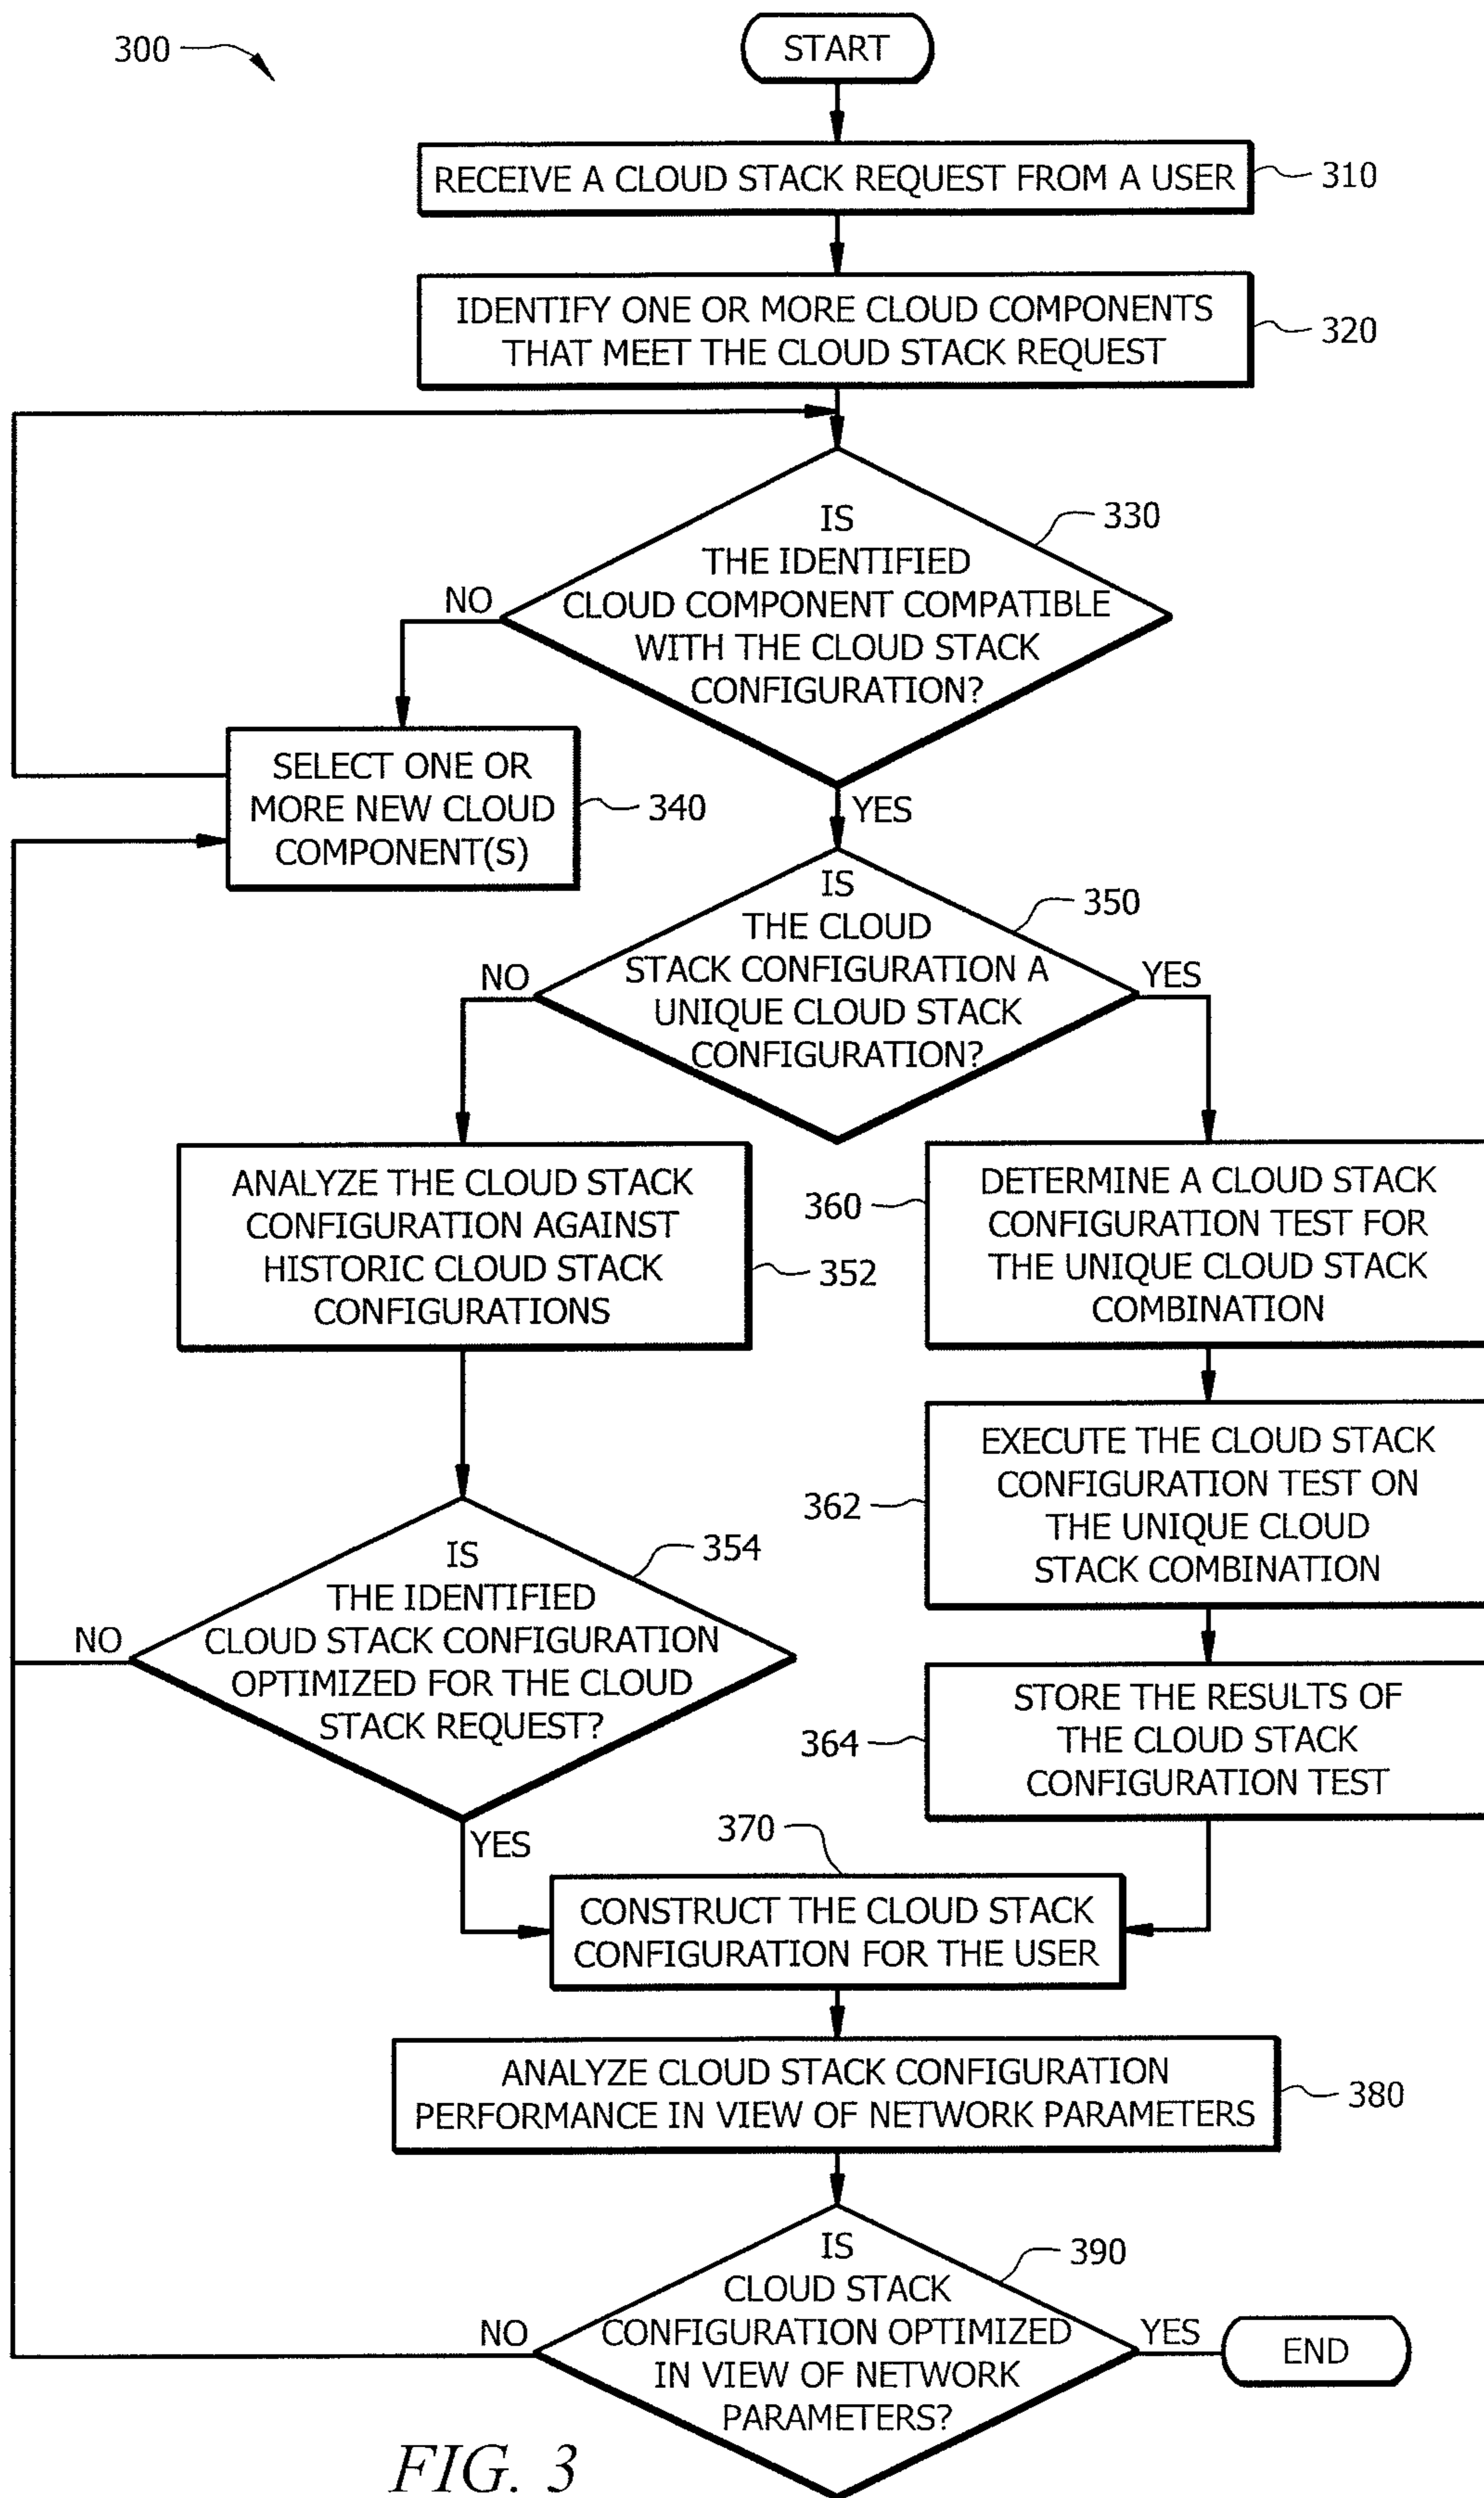 300
START
RECEIVE A CLOUD STACK REQUEST FROM A USER
310
IDENTIFY ONE OR MORE CLOUD COMPONENTS
THAT MEET THE CLOUD STACK REQUEST
320
IS
THE IDENTIFIED
CLOUD COMPONENT COMPATIBLE
WITH THE CLOUD STACK
CONFIGURATION?
330
NO
YES
SELECT ONE OR
MORE NEW CLOUD
COMPONENT(S)
340
IS
THE CLOUD
STACK CONFIGURATION A
UNIQUE CLOUD STACK
CONFIGURATION?
350
NO
YES
ANALYZE THE CLOUD STACK
CONFIGURATION AGAINST
HISTORIC CLOUD STACK
CONFIGURATIONS
352
360
DETERMINE A CLOUD STACK
CONFIGURATION TEST FOR
THE UNIQUE CLOUD STACK
COMBINATION
362
EXECUTE THE CLOUD STACK
CONFIGURATION TEST ON
THE UNIQUE CLOUD
STACK COMBINATION
IS
THE IDENTIFIED
CLOUD STACK CONFIGURATION
OPTIMIZED FOR THE CLOUD
STACK REQUEST?
354
NO
YES
364
STORE THE RESULTS OF
THE CLOUD STACK
CONFIGURATION TEST
370
CONSTRUCT THE CLOUD STACK
CONFIGURATION FOR THE USER
ANALYZE CLOUD STACK CONFIGURATION
PERFORMANCE IN VIEW OF NETWORK PARAMETERS
380
IS
CLOUD STACK
CONFIGURATION OPTIMIZED
IN VIEW OF NETWORK
PARAMETERS?
390
NO
YES
END
FIG. 3